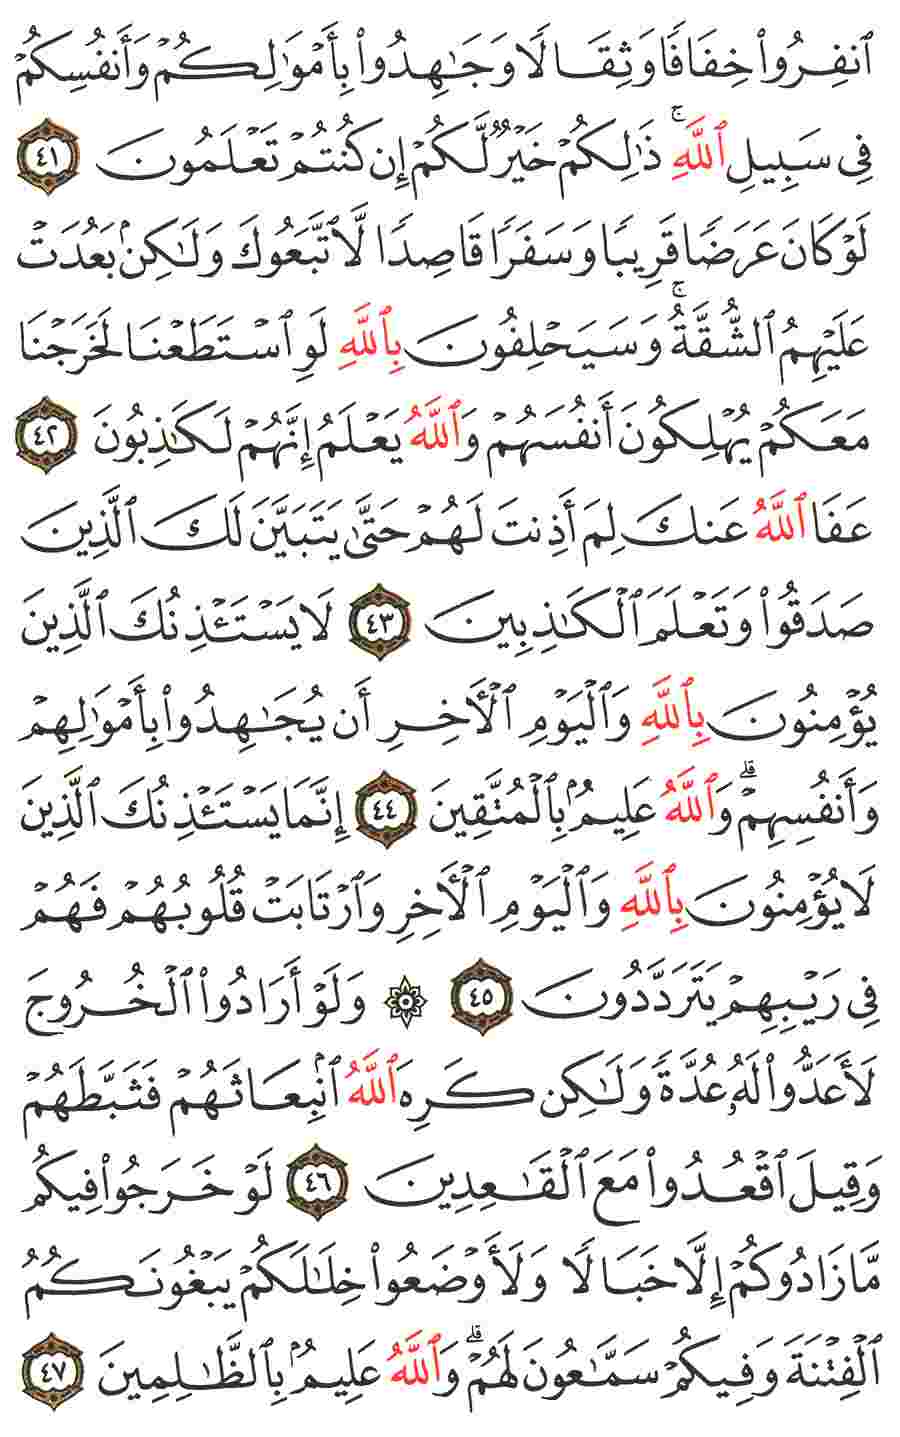 ٱنفِرُوا۟ خِفَافًا وَثِقَالًا وَجَٰهِدُوا۟ بِأَمْوَٰلِكُمْ وَأَنفُسِكُمْ
فِى سَبِيلِ ٱللَّهِ ۚ ذَٰلِكُمْ خَيْرٌ لَّكُمْ إِن كُنتُمْ تَعْلَمُونَ ٤١
لَوْ كَانَ عَرَضًا قَرِيبًا وَسَفَرًا قَاصِدًا لَّٱتَّبَعُوكَ وَلَٰكِنۢ بَعُدَتْ
عَلَيْهِمُ ٱلشُّقَّةُ ۚ وَسَيَحْلِفُونَ بِٱللَّهِ لَوِ ٱسْتَطَعْنَا لَخَرَجْنَا
مَعَكُمْ يُهْلِكُونَ أَنفُسَهُمْ وَٱللَّهُ يَعْلَمُ إِنَّهُمْ لَكَٰذِبُونَ ٤٢
عَفَا ٱللَّهُ عَنكَ لِمَ أَذِنتَ لَهُمْ حَتَّىٰ يَتَبَيَّنَ لَكَ ٱلَّذِينَ
صَدَقُوا۟ وَتَعْلَمَ ٱلْكَٰذِبِينَ ٤٣ لَا يَسْتَـْٔذِنُكَ ٱلَّذِينَ
يُؤْمِنُونَ بِٱللَّهِ وَٱلْيَوْمِ ٱلْـَٔاخِرِ أَن يُجَٰهِدُوا۟ بِأَمْوَٰلِهِمْ
وَأَنفُسِهِمْ ۗ وَٱللَّهُ عَلِيمٌۢ بِٱلْمُتَّقِينَ ٤٤ إِنَّمَا يَسْتَـْٔذِنُكَ ٱلَّذِينَ
لَا يُؤْمِنُونَ بِٱللَّهِ وَٱلْيَوْمِ ٱلْـَٔاخِرِ وَٱرْتَابَتْ قُلُوبُهُمْ فَهُمْ
فِى رَيْبِهِمْ يَتَرَدَّدُونَ ٤٥ ۞ وَلَوْ أَرَادُوا۟ ٱلْخُرُوجَ
لَأَعَدُّوا۟ لَهُۥ عُدَّةً وَلَٰكِن كَرِهَ ٱللَّهُ ٱنۢبِعَاثَهُمْ فَثَبَّطَهُمْ
وَقِيلَ ٱقْعُدُوا۟ مَعَ ٱلْقَٰعِدِينَ ٤٦ لَوْ خَرَجُوا۟ فِيكُم
مَّا زَادُوكُمْ إِلَّا خَبَالًا وَلَأَوْضَعُوا۟ خِلَٰلَكُمْ يَبْغُونَكُمُ
ٱلْفِتْنَةَ وَفِيكُمْ سَمَّٰعُونَ لَهُمْ ۗ وَٱللَّهُ عَلِيمٌۢ بِٱلظَّٰلِمِينَ ٤٧